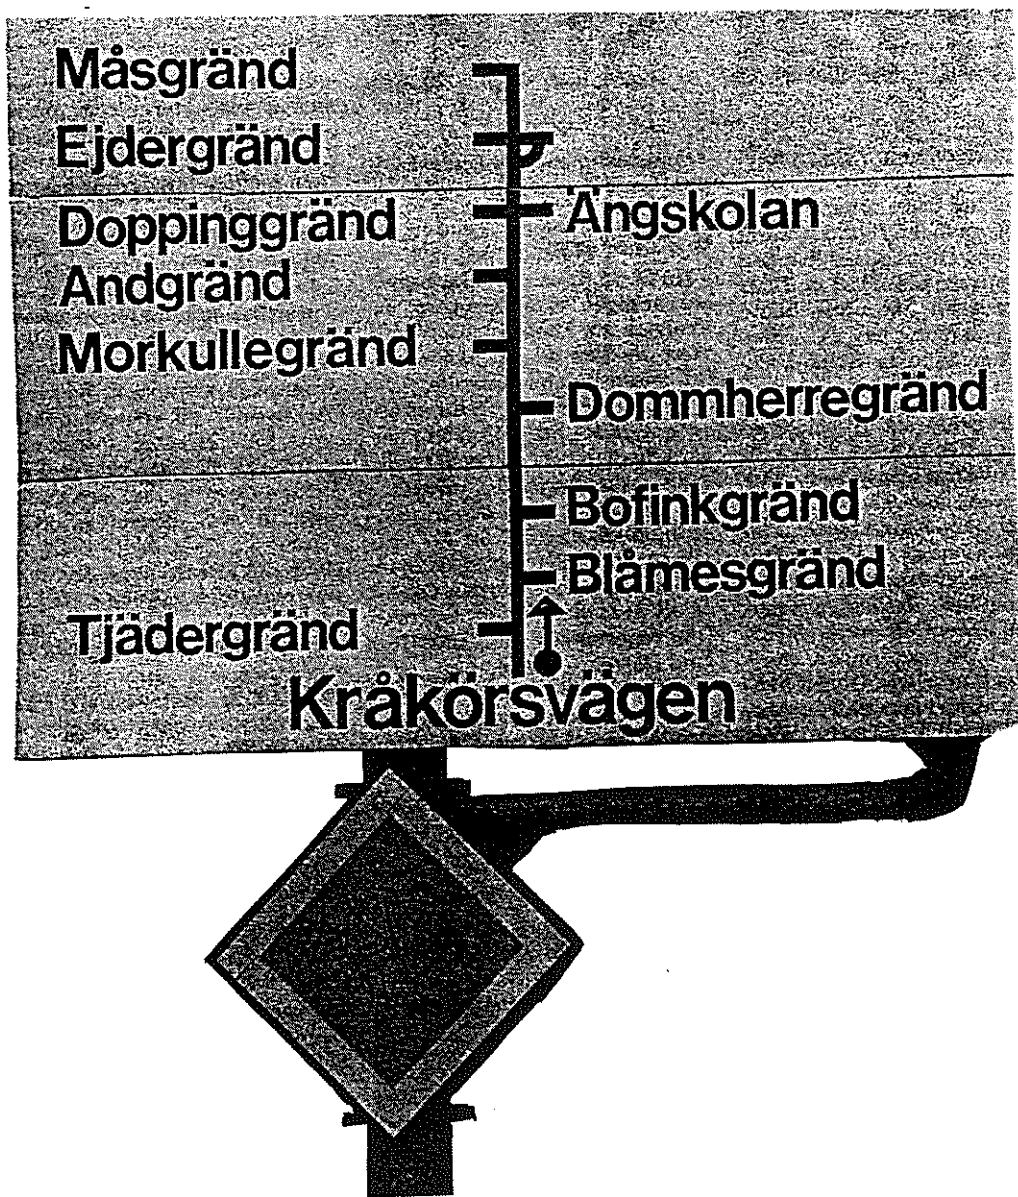 Måsgränd
Ejdergränd
Doppinggränd
Ängskolan
Andgränd
Morkullegränd
Dommherregränd
Bofinkgränd
Blåmesgränd
Tjädergränd
Kråkörsvägen